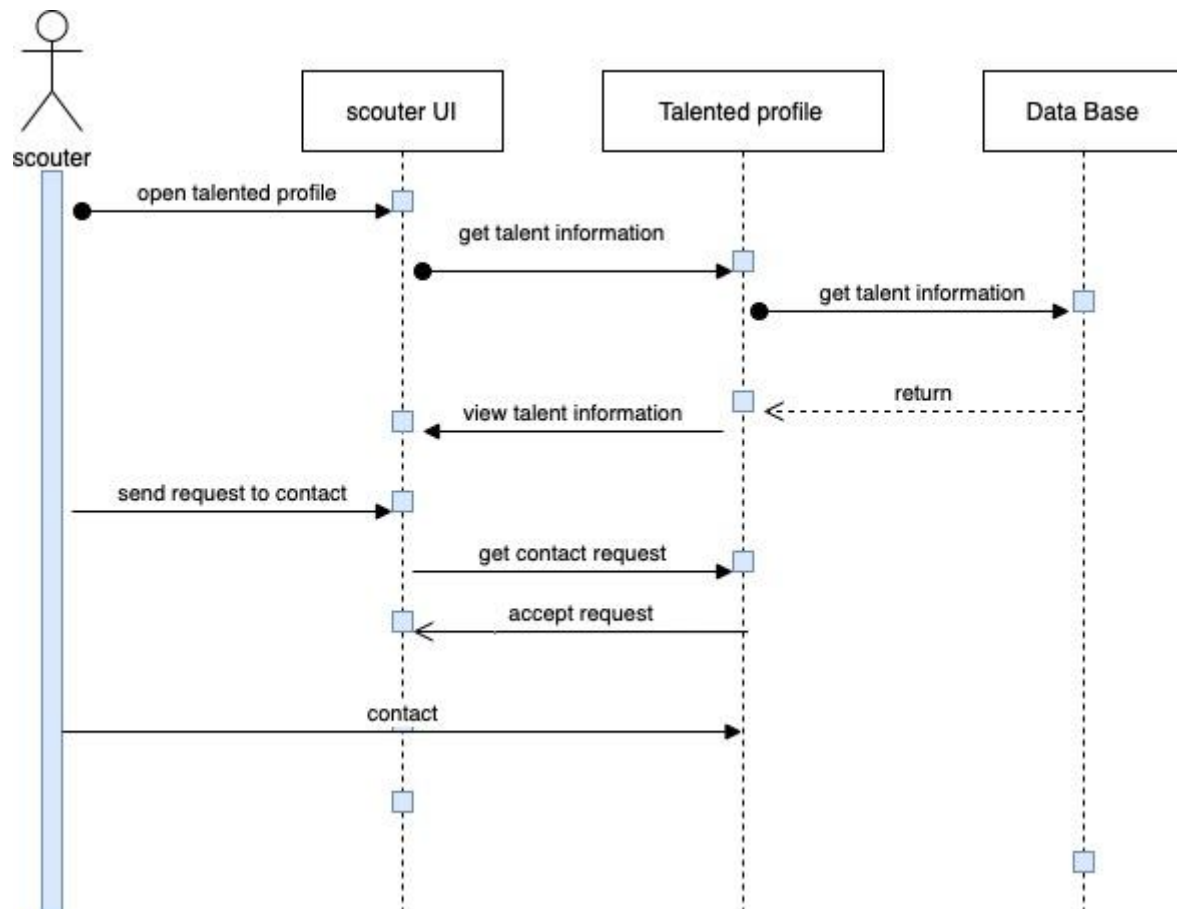 scouter UI
Talented profile
Data Base
scouter
open talented profile
get talent information
get talent information
return
view talent information
send request to contact
get contact request
accept request
contact